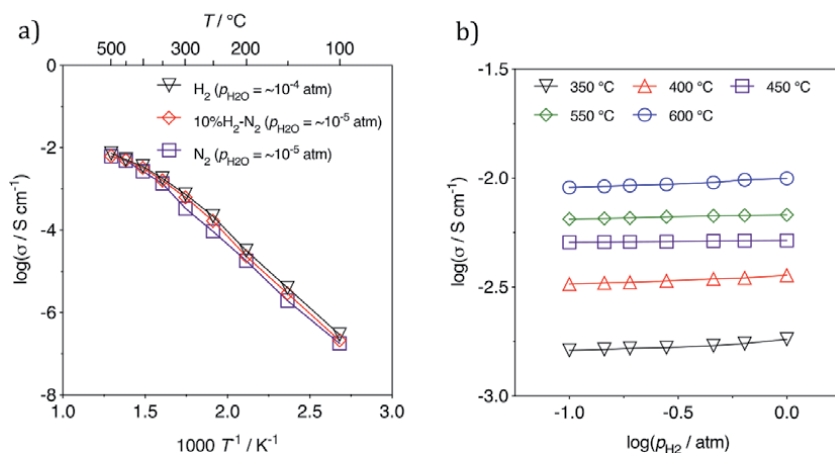 a)
T / °C
500 300 200 100
0
-2
-4
-6
-8
log(σ / S cm⁻¹)
H₂ (pH₂O = ~10⁻⁴ atm)
10%H₂-N₂ (pH₂O = ~10⁻⁵ atm)
N₂ (pH₂O = ~10⁻⁵ atm)
1.0 1.5 2.0 2.5 3.0
1000 T⁻¹ / K⁻¹
b)
-1.5
-2.0
-2.5
-3.0
log(σ / S cm⁻¹)
350 °C 400 °C 450 °C
550 °C 600 °C
-1.0 -0.5 0.0
log(pH₂ / atm)